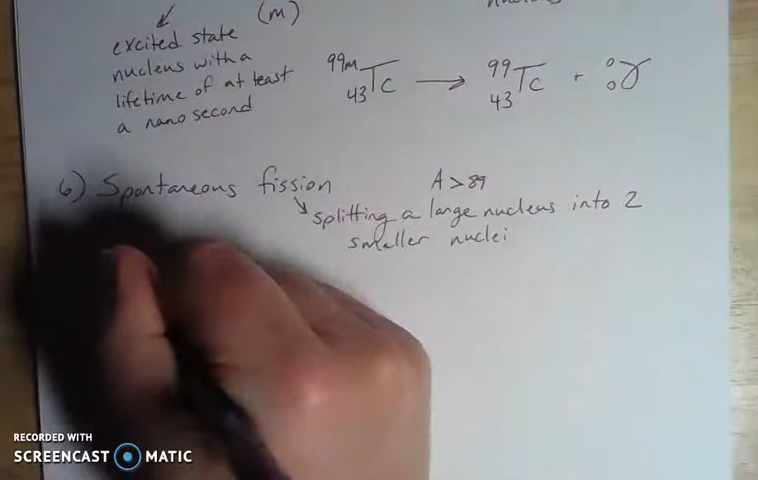 (m)
excited state
nucleus with a
lifetime of at least
a nano second
99m 43 Tc → 99 43 Tc + 0 0 γ
6) Spontaneous fission A > 89
splitting a large nucleus into 2
smaller nuclei
RECORDED WITH
SCREENCAST MATIC